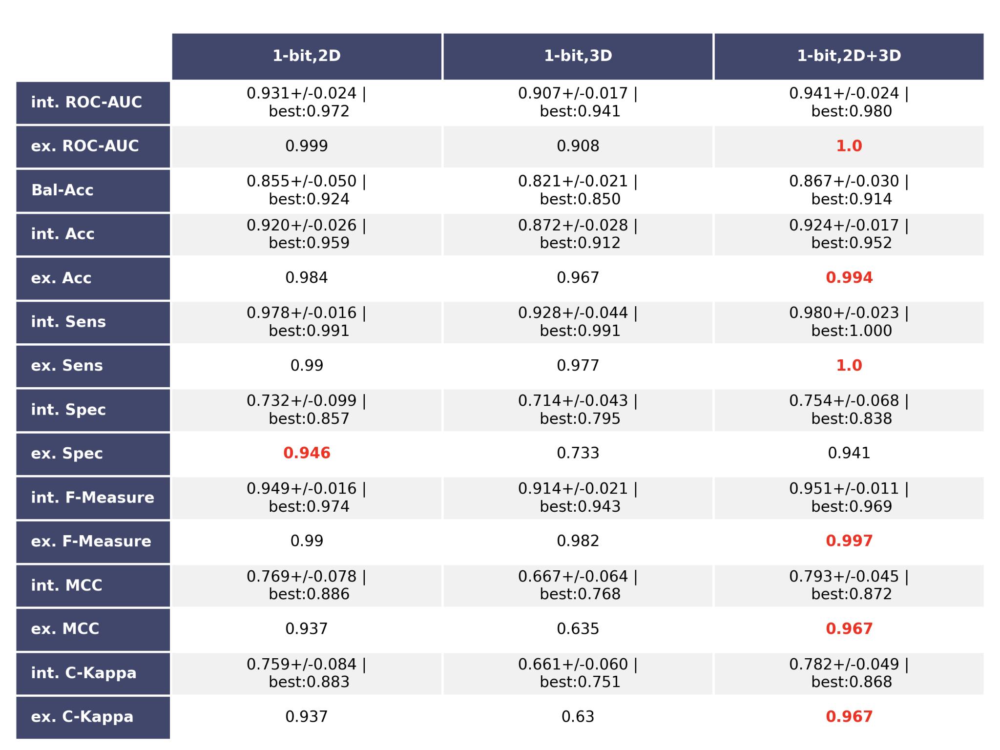 1-bit,2D 1-bit,3D 1-bit,2D+3D
int. ROC-AUC 0.931+/-0.024 | 0.907+/-0.017 | 0.941+/-0.024 |
best:0.972 best:0.941 best:0.980
ex. ROC-AUC 0.999 0.908 1.0
Bal-Acc 0.855+/-0.050 | 0.821+/-0.021 | 0.867+/-0.030 |
best:0.924 best:0.850 best:0.914
int. Acc 0.920+/-0.026 | 0.872+/-0.028 | 0.924+/-0.017 |
best:0.959 best:0.912 best:0.952
ex. Acc 0.984 0.967 0.994
int. Sens 0.978+/-0.016 | 0.928+/-0.044 | 0.980+/-0.023 |
best:0.991 best:0.991 best:1.000
ex. Sens 0.99 0.977 1.0
int. Spec 0.732+/-0.099 | 0.714+/-0.043 | 0.754+/-0.068 |
best:0.857 best:0.795 best:0.838
ex. Spec 0.946 0.733 0.941
int. F-Measure 0.949+/-0.016 | 0.914+/-0.021 | 0.951+/-0.011 |
best:0.974 best:0.943 best:0.969
ex. F-Measure 0.99 0.982 0.997
int. MCC 0.769+/-0.078 | 0.667+/-0.064 | 0.793+/-0.045 |
best:0.886 best:0.768 best:0.872
ex. MCC 0.937 0.635 0.967
int. C-Kappa 0.759+/-0.084 | 0.661+/-0.060 | 0.782+/-0.049 |
best:0.883 best:0.751 best:0.868
ex. C-Kappa 0.937 0.63 0.967